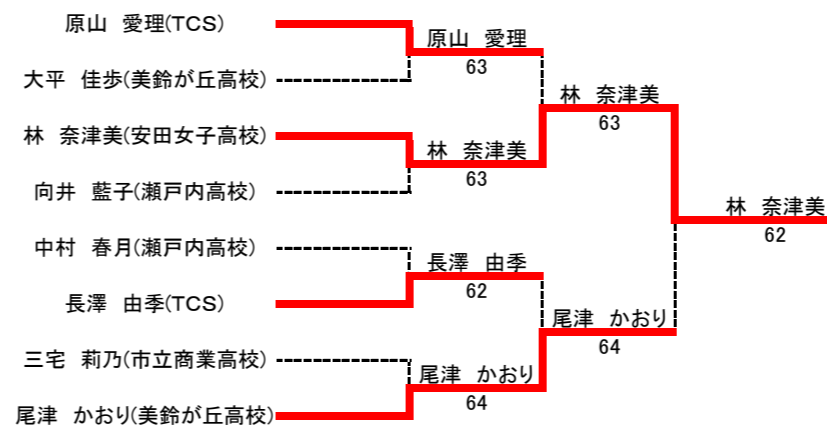 原山　愛理(TCS)
大平　佳歩(美鈴が丘高校)
林　奈津美(安田女子高校)
向井　藍子(瀬戸内高校)
中村　春月(瀬戸内高校)
長澤　由季(TCS)
三宅　莉乃(市立商業高校)
尾津　かおり(美鈴が丘高校)
原山　愛理
63
林　奈津美
63
長澤　由季
62
尾津　かおり
64
林　奈津美
63
尾津　かおり
64
林　奈津美
62